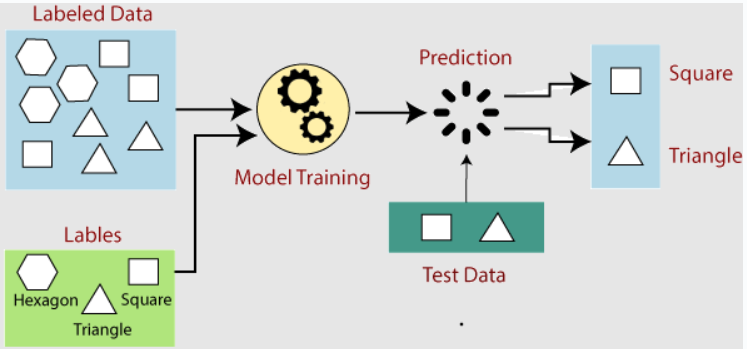 Labeled Data
Prediction
Square
Triangle
Model Training
Lables
Hexagon
Square
Triangle
Test Data